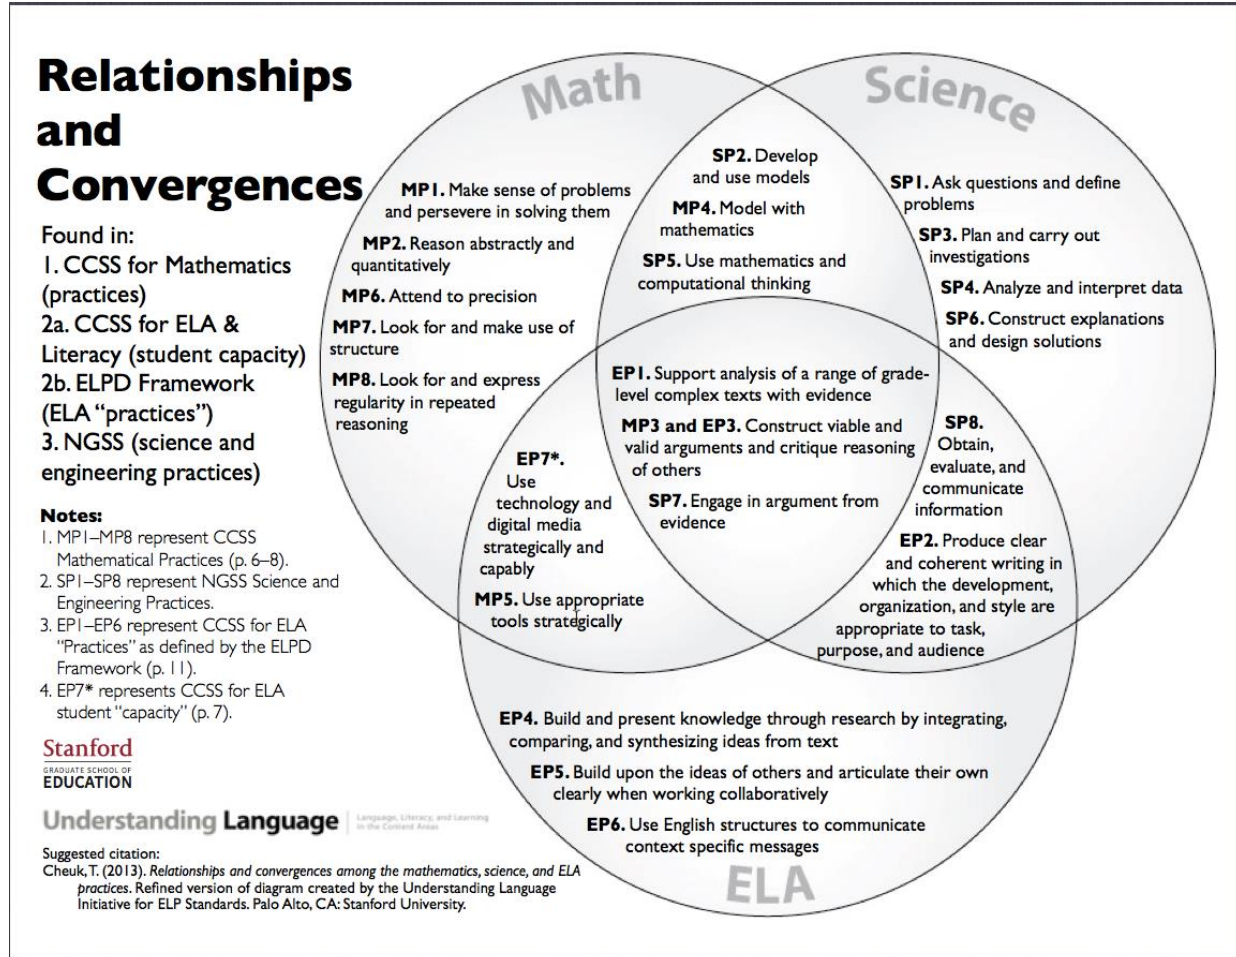 Relationships
and
Convergences
Found in:
1. CCSS for Mathematics
(practices)
2a. CCSS for ELA &
Literacy (student capacity)
2b. ELPD Framework
(ELA “practices”)
3. NGSS (science and
engineering practices)
Notes:
1. MP1–MP8 represent CCSS
Mathematical Practices (p. 6–8).
2. SP1–SP8 represent NGSS Science and
Engineering Practices.
3. EP1–EP6 represent CCSS for ELA
“Practices” as defined by the ELPD
Framework (p. 11).
4. EP7* represents CCSS for ELA
student “capacity” (p. 7).
Stanford
GRADUATE SCHOOL OF
EDUCATION
Understanding Language
Language, Literacy, and Learning
in the Content Areas
Suggested citation:
Cheuk, T. (2013). Relationships and convergences among the mathematics, science, and ELA
practices. Refined version of diagram created by the Understanding Language
Initiative for ELP Standards. Palo Alto, CA: Stanford University.
Math
MP1. Make sense of problems
and persevere in solving them
MP2. Reason abstractly and
quantitatively
MP6. Attend to precision
MP7. Look for and make use of
structure
MP8. Look for and express
regularity in repeated
reasoning
SP2. Develop
and use models
MP4. Model with
mathematics
SP5. Use mathematics and
computational thinking
Science
SP1. Ask questions and define
problems
SP3. Plan and carry out
investigations
SP4. Analyze and interpret data
SP6. Construct explanations
and design solutions
EP1. Support analysis of a range of grade-
level complex texts with evidence
MP3 and EP3. Construct viable and
valid arguments and critique reasoning
of others
SP7. Engage in argument from
evidence
EP7*.
Use
technology and
digital media
strategically and
capably
MP5. Use appropriate
tools strategically
SP8.
Obtain,
evaluate, and
communicate
information
EP2. Produce clear
and coherent writing in
which the development,
organization, and style are
appropriate to task,
purpose, and audience
EP4. Build and present knowledge through research by integrating,
comparing, and synthesizing ideas from text
EP5. Build upon the ideas of others and articulate their own
clearly when working collaboratively
EP6. Use English structures to communicate
context specific messages
ELA